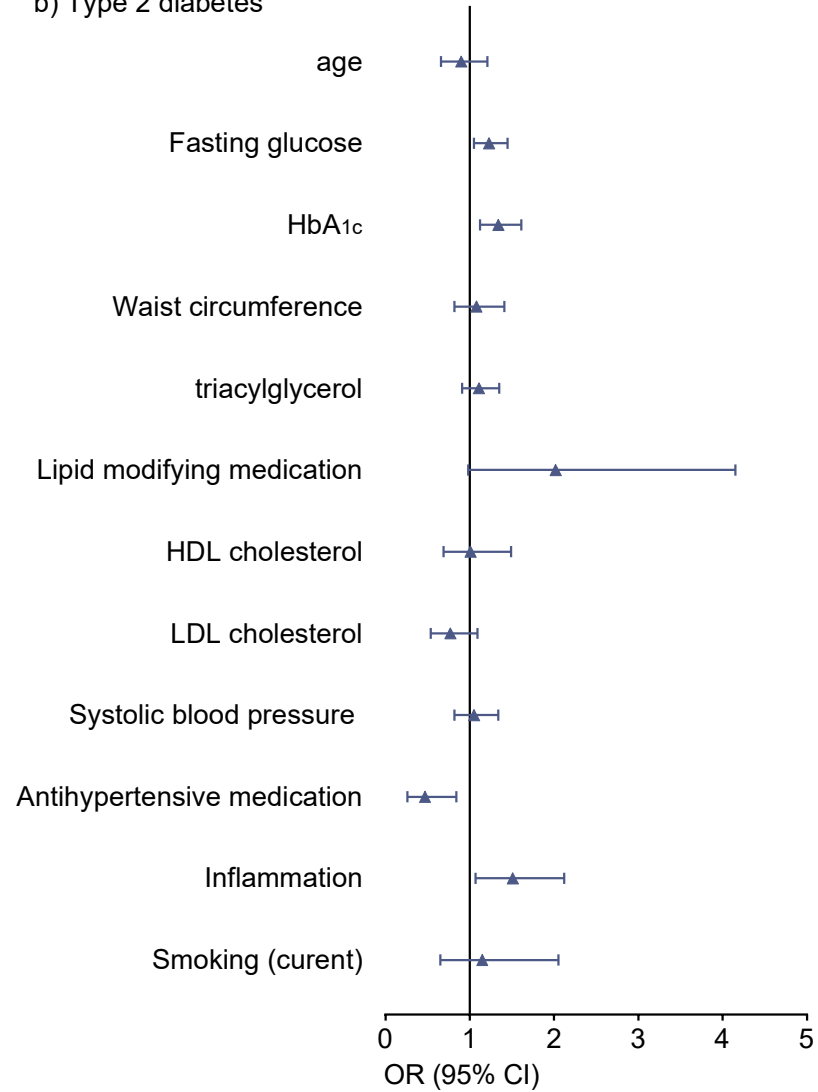 b) Type 2 diabetes
age
Fasting glucose
HbA1c
Waist circumference
triacylglycerol
Lipid modifying medication
HDL cholesterol
LDL cholesterol
Systolic blood pressure
Antihypertensive medication
Inflammation
Smoking (curent)
0 1 2 3 4 5
OR (95% CI)